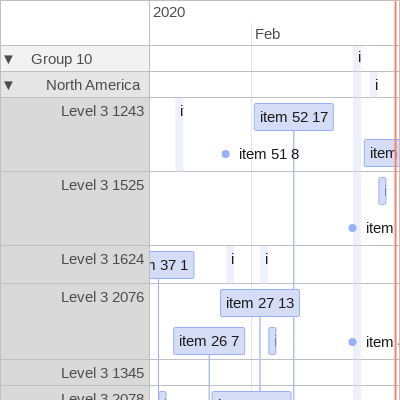 2020
Feb
▼ Group 10
i
▼ North America
i
Level 3 1243
i
item 52 17
item 51 8
item
Level 3 1525
i
item
Level 3 1624
37 1
i
i
Level 3 2076
item 27 13
item 26 7
i
item
Level 3 1345
Level 3 2078